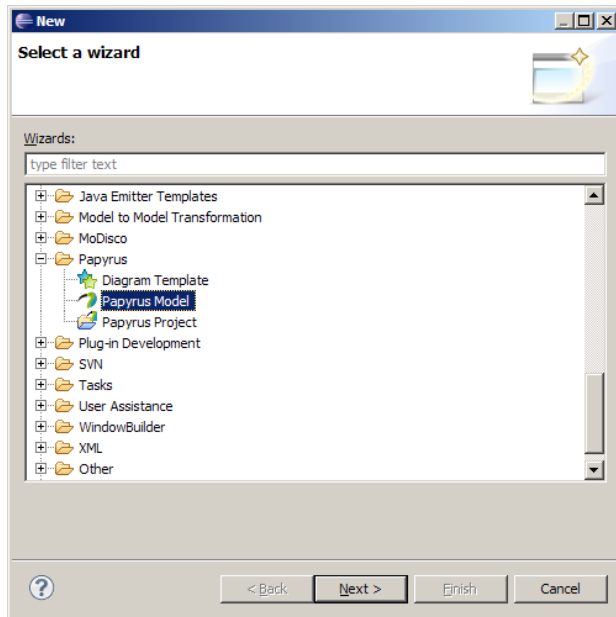 New
Select a wizard
Wizards:
type filter text
Java Emitter Templates
Model to Model Transformation
MoDisco
Papyrus
Diagram Template
Papyrus Model
Papyrus Project
Plug-in Development
SVN
Tasks
User Assistance
WindowBuilder
XML
Other
? < Back Next > Finish Cancel